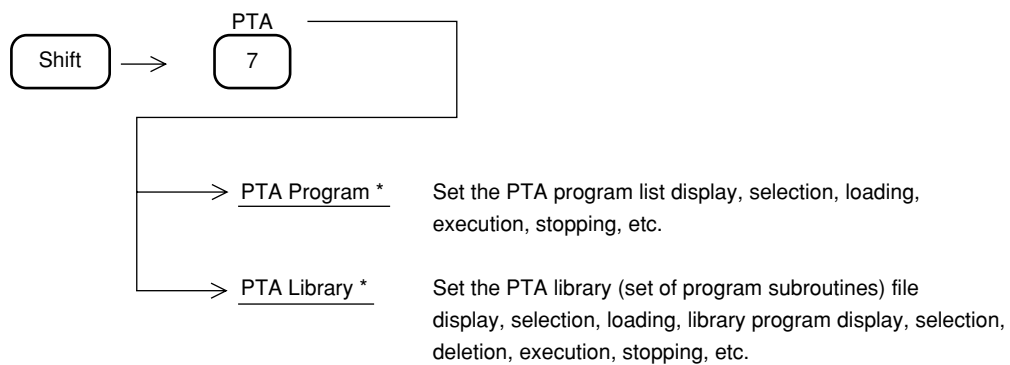 PTA
Shift
7
PTA Program *
Set the PTA program list display, selection, loading,
execution, stopping, etc.
PTA Library *
Set the PTA library (set of program subroutines) file
display, selection, loading, library program display, selection,
deletion, execution, stopping, etc.